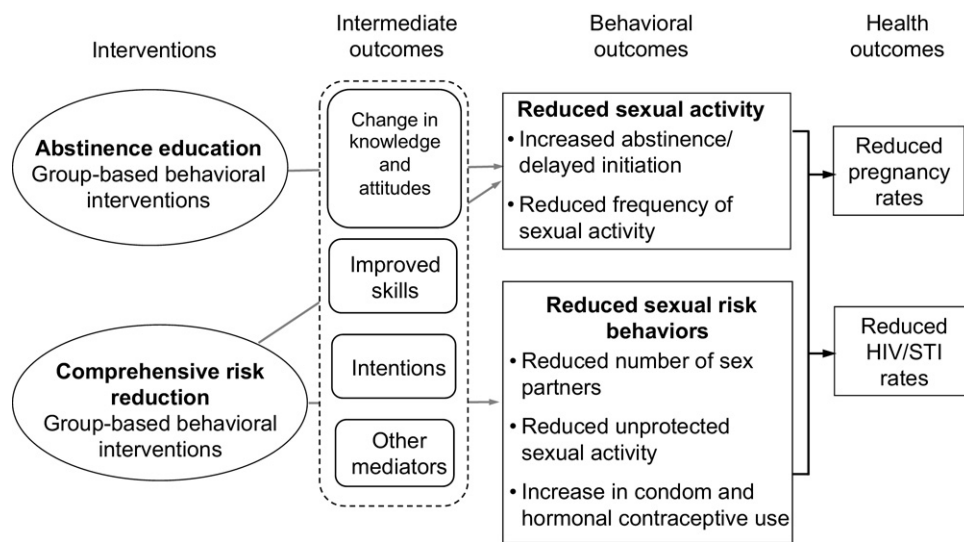 Interventions
Intermediate
outcomes
Behavioral
outcomes
Health
outcomes
Abstinence education
Group-based behavioral
interventions
Comprehensive risk
reduction
Group-based behavioral
interventions
Change in
knowledge
and
attitudes
Improved
skills
Intentions
Other
mediators
Reduced sexual activity
• Increased abstinence/
delayed initiation
• Reduced frequency of
sexual activity
Reduced sexual risk
behaviors
• Reduced number of sex
partners
• Reduced unprotected
sexual activity
• Increase in condom and
hormonal contraceptive use
Reduced
pregnancy
rates
Reduced
HIV/STI
rates